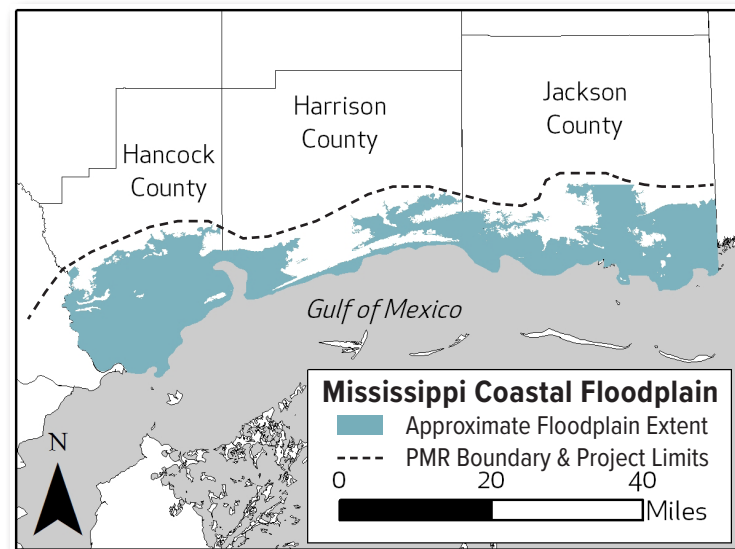 Jackson
County
Harrison
County
Hancock
County
Gulf of Mexico
Mississippi Coastal Floodplain
Approximate Floodplain Extent
PMR Boundary & Project Limits
0 20 40
Miles
N